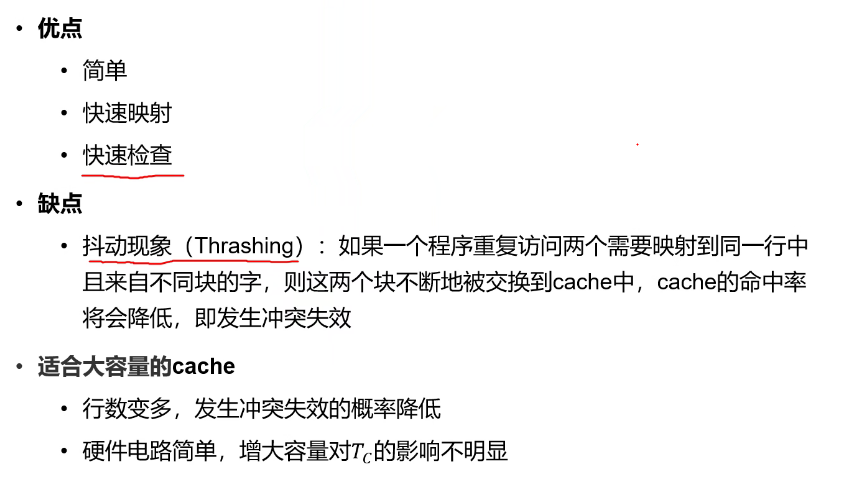 • 优点
• 简单
• 快速映射
• 快速检查
• 缺点
• 抖动现象（Thrashing）：如果一个程序重复访问两个需要映射到同一行中
且来自不同块的字，则这两个块不断地被交换到cache中，cache的命中率
将会降低，即发生冲突失效
• 适合大容量的cache
• 行数变多，发生冲突失效的概率降低
• 硬件电路简单，增大容量对T_C的影响不明显